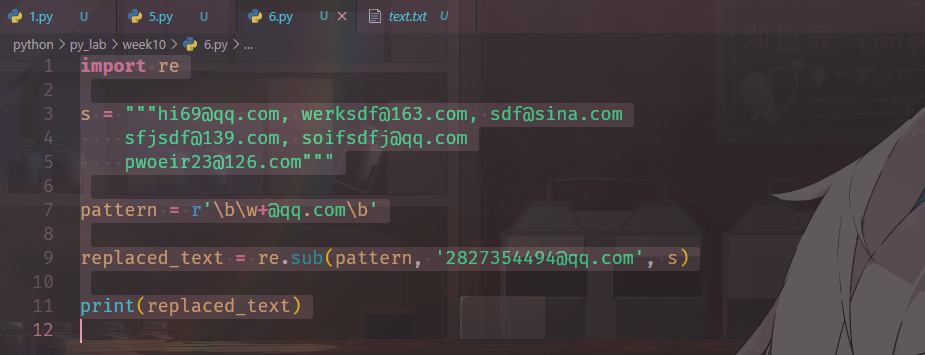 1.py U 5.py U 6.py U × text.txt U
python > py_lab > week10 > 6.py > ...
1 import re
2
3 s = """hi69@qq.com, werksdf@163.com, sdf@sina.com
4 sfjsdf@139.com, soifsdfj@qq.com
5 pwoeir23@126.com"""
6
7 pattern = r'\b\w+@qq.com\b'
8
9 replaced_text = re.sub(pattern, '2827354494@qq.com', s)
10
11 print(replaced_text)
12
別世界